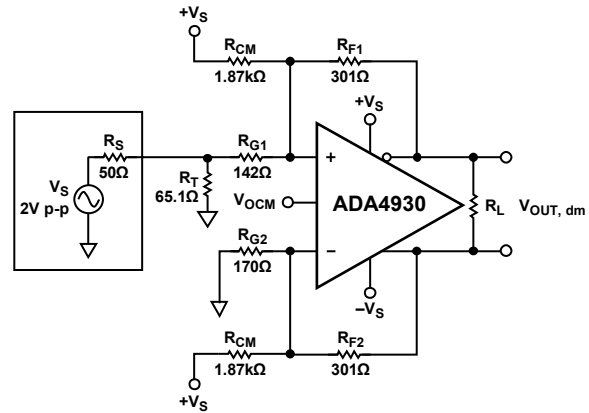 +VS
RCM
1.87kΩ
RF1
301Ω
+VS
RS
50Ω
VS
2V p-p
RT
65.1Ω
RG1
142Ω
+
VOCM
ADA4930
RL
VOUT, dm
RG2
170Ω
−
−VS
RCM
1.87kΩ
RF2
301Ω
+VS